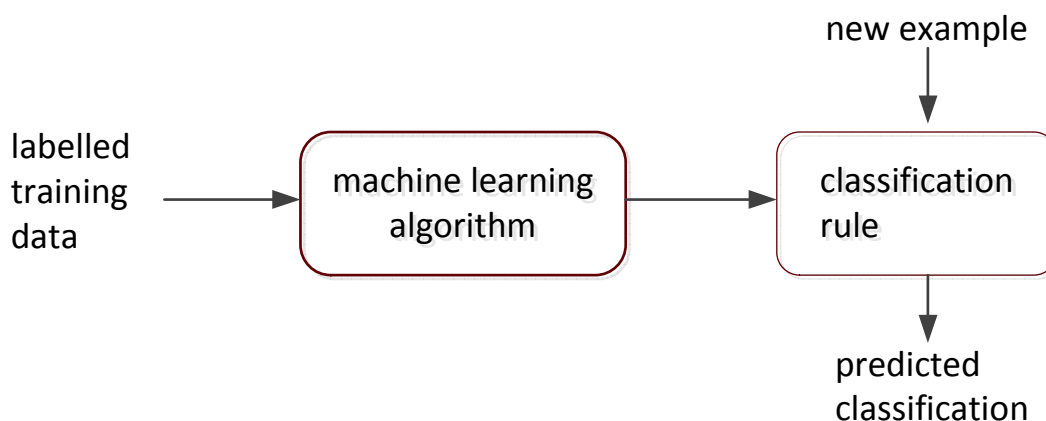 new example
labelled
training
data
machine learning
algorithm
classification
rule
predicted
classification